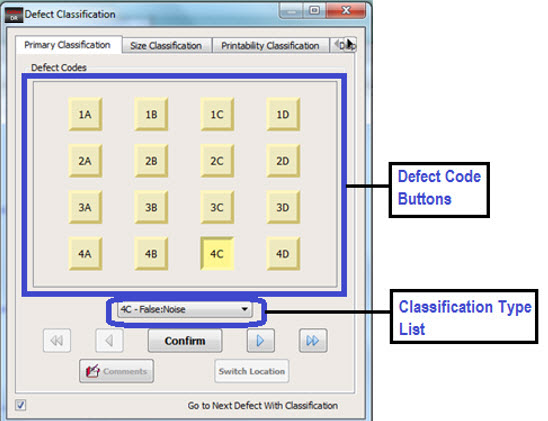 DR Defect Classification
Primary Classification Size Classification Printability Classification
Defect Codes
1A 1B 1C 1D
2A 2B 2C 2D
Defect Code
Buttons
3A 3B 3C 3D
4A 4B 4C 4D
4C - False:Noise
Classification Type
List
Confirm
Comments Switch Location
Go to Next Defect With Classification